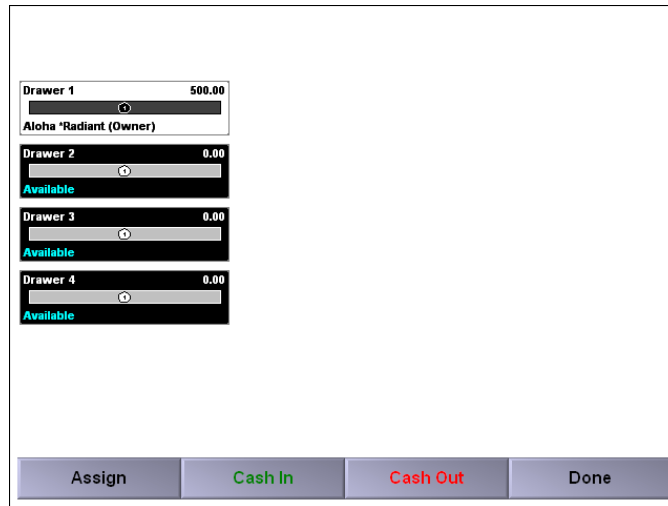 Drawer 1 500.00
1
Aloha *Radiant (Owner)
Drawer 2 0.00
1
Available
Drawer 3 0.00
1
Available
Drawer 4 0.00
1
Available
Assign Cash In Cash Out Done